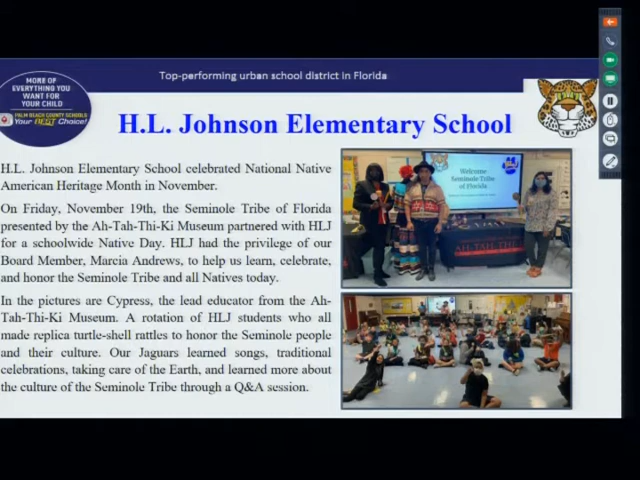 Top-performing urban school district in Florida
MORE OF
EVERYTHING YOU
WANT FOR
YOUR CHILD
PALM BEACH COUNTY SCHOOLS
Your BEST Choice!
H.L. Johnson Elementary School
H.L. Johnson Elementary School celebrated National Native
American Heritage Month in November.
On Friday, November 19th, the Seminole Tribe of Florida
presented by the Ah-Tah-Thi-Ki Museum partnered with HLJ
for a schoolwide Native Day. HLJ had the privilege of our
Board Member, Marcia Andrews, to help us learn, celebrate,
and honor the Seminole Tribe and all Natives today.
In the pictures are Cypress, the lead educator from the Ah-
Tah-Thi-Ki Museum. A rotation of HLJ students who all
made replica turtle-shell rattles to honor the Seminole people
and their culture. Our Jaguars learned songs, traditional
celebrations, taking care of the Earth, and learned more about
the culture of the Seminole Tribe through a Q&A session.
Welcome
Seminole Tribe
of Florida
AH-TAH-THI